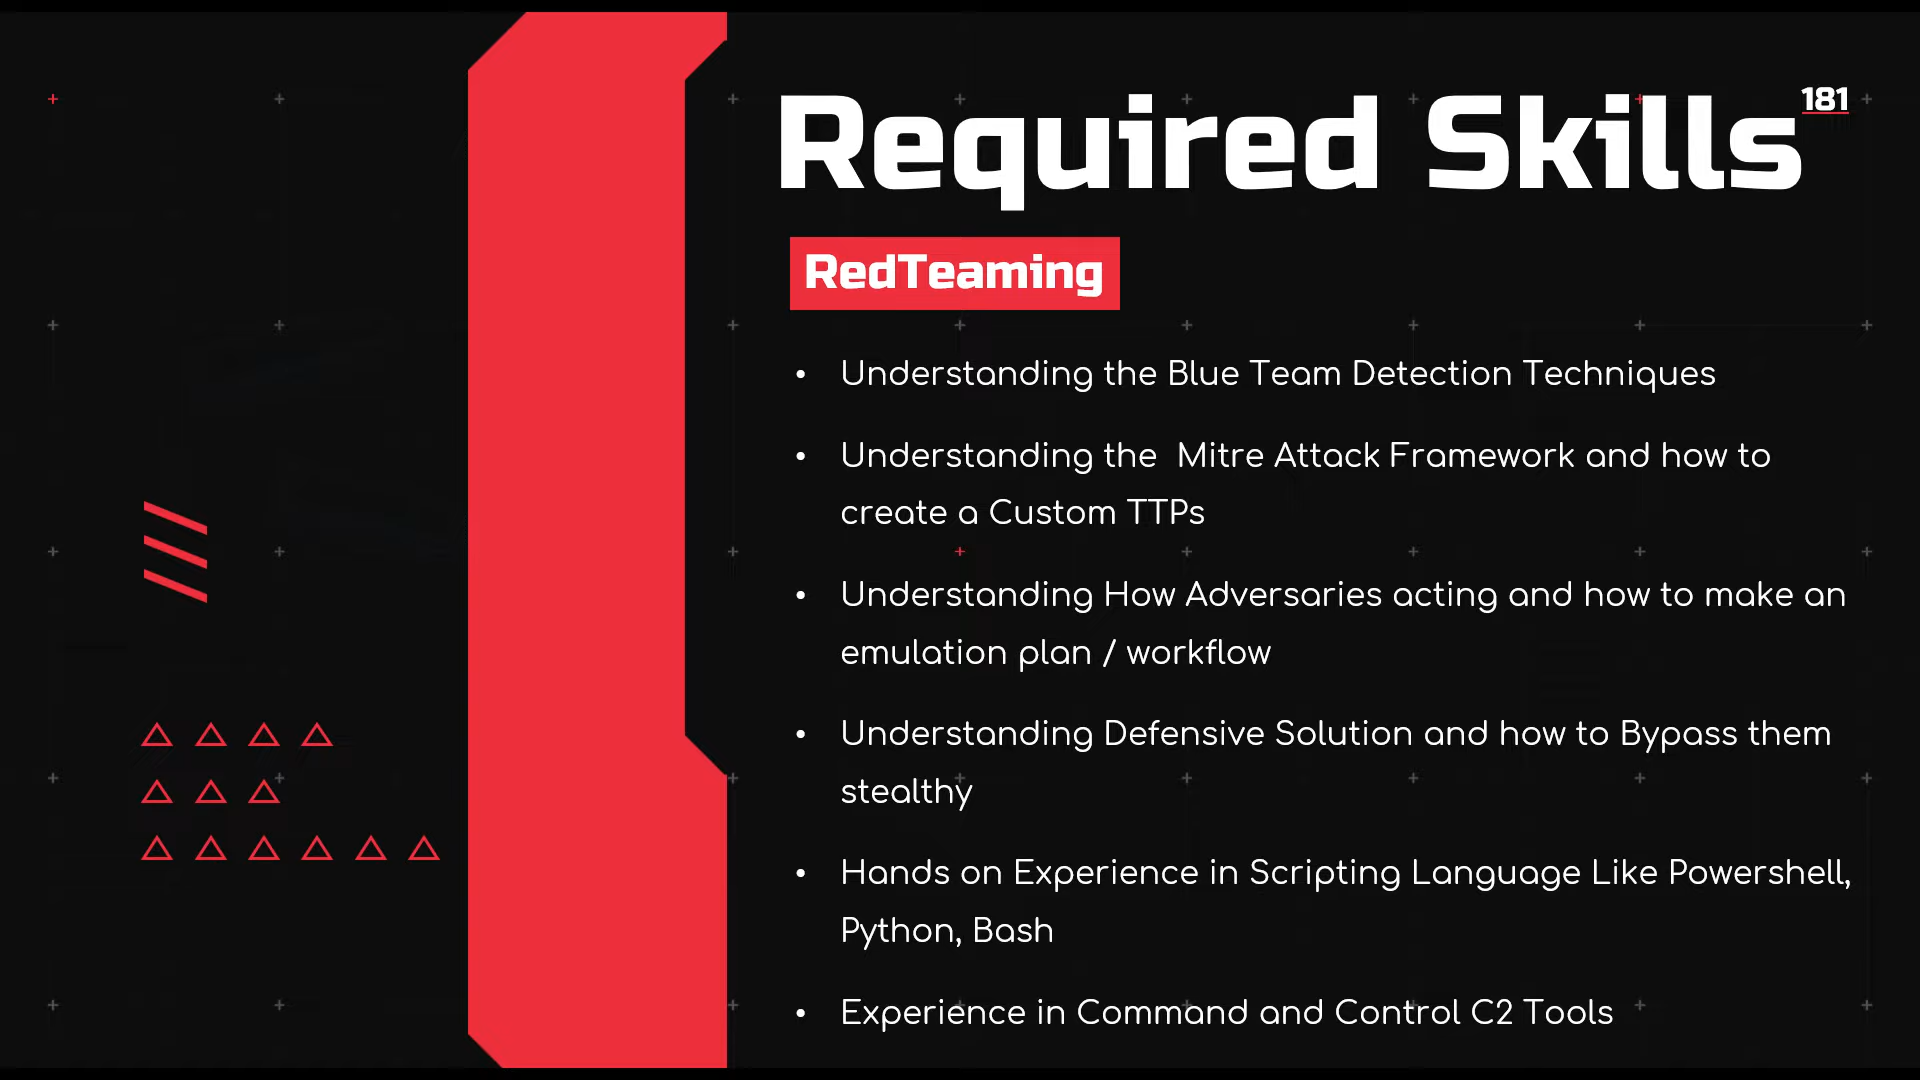 Required Skills
181
RedTeaming
• Understanding the Blue Team Detection Techniques
• Understanding the  Mitre Attack Framework and how to
create a Custom TTPs
• Understanding How Adversaries acting and how to make an
emulation plan / workflow
• Understanding Defensive Solution and how to Bypass them
stealthy
• Hands on Experience in Scripting Language Like Powershell,
Python, Bash
• Experience in Command and Control C2 Tools